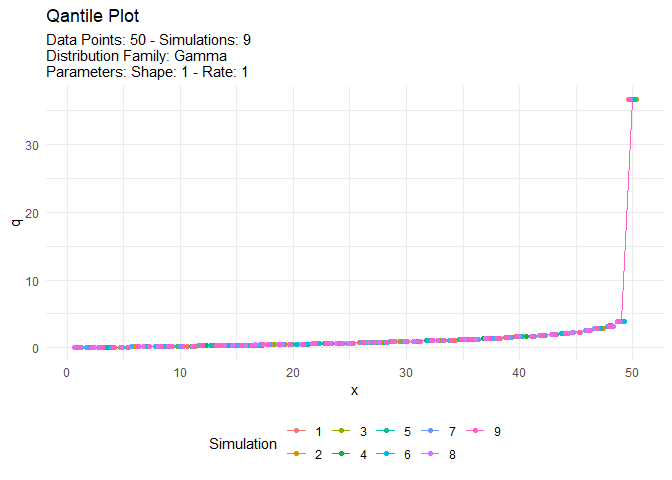 Qantile Plot
Data Points: 50 - Simulations: 9
Distribution Family: Gamma
Parameters: Shape: 1 - Rate: 1
30
20
10
0
q
0 10 20 30 40 50
x
Simulation
1 3 5 7 9
2 4 6 8